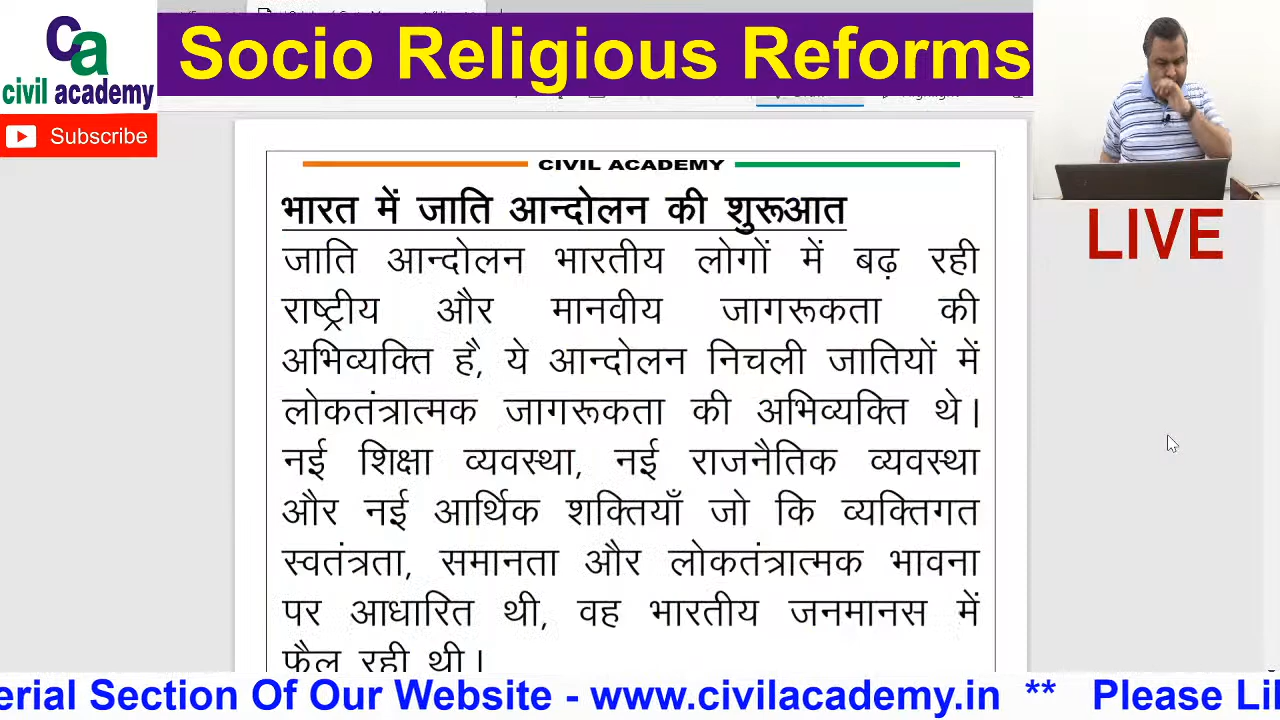 ca
civil academy
Subscribe
Socio Religious Reforms
LIVE
CIVIL ACADEMY
भारत में जाति आन्दोलन की शुरूआत
जाति आन्दोलन भारतीय लोगों में बढ़ रही
राष्ट्रीय और मानवीय जागरूकता की
अभिव्यक्ति है, ये आन्दोलन निचली जातियों में
लोकतंत्रात्मक जागरूकता की अभिव्यक्ति थे।
नई शिक्षा व्यवस्था, नई राजनैतिक व्यवस्था
और नई आर्थिक शक्तियाँ जो कि व्यक्तिगत
स्वतंत्रता, समानता और लोकतंत्रात्मक भावना
पर आधारित थी, वह भारतीय जनमानस में
फैल रही थी।
erial Section Of Our Website - www.civilacademy.in ** Please Li